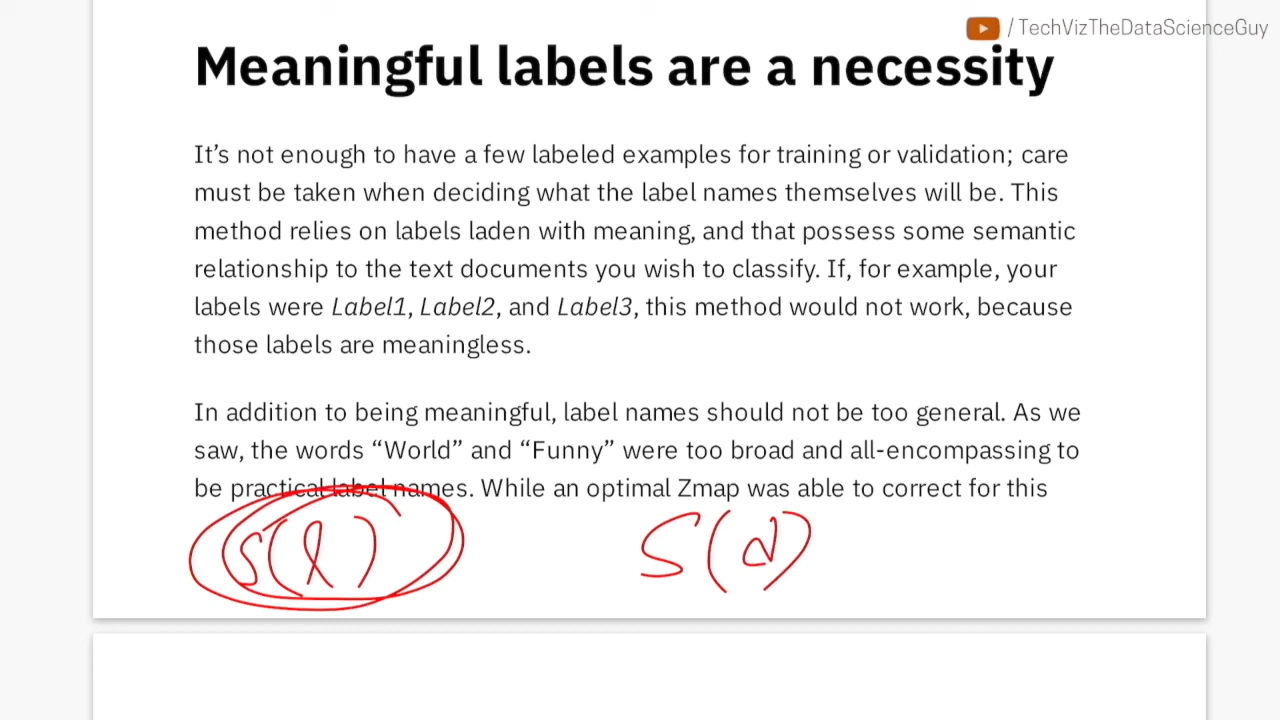 / TechVizTheDataScienceGuy
Meaningful labels are a necessity
It's not enough to have a few labeled examples for training or validation; care
must be taken when deciding what the label names themselves will be. This
method relies on labels laden with meaning, and that possess some semantic
relationship to the text documents you wish to classify. If, for example, your
labels were Label1, Label2, and Label3, this method would not work, because
those labels are meaningless.
In addition to being meaningful, label names should not be too general. As we
saw, the words “World” and “Funny” were too broad and all-encompassing to
be practical label names. While an optimal Zmap was able to correct for this
S(l) S(d)